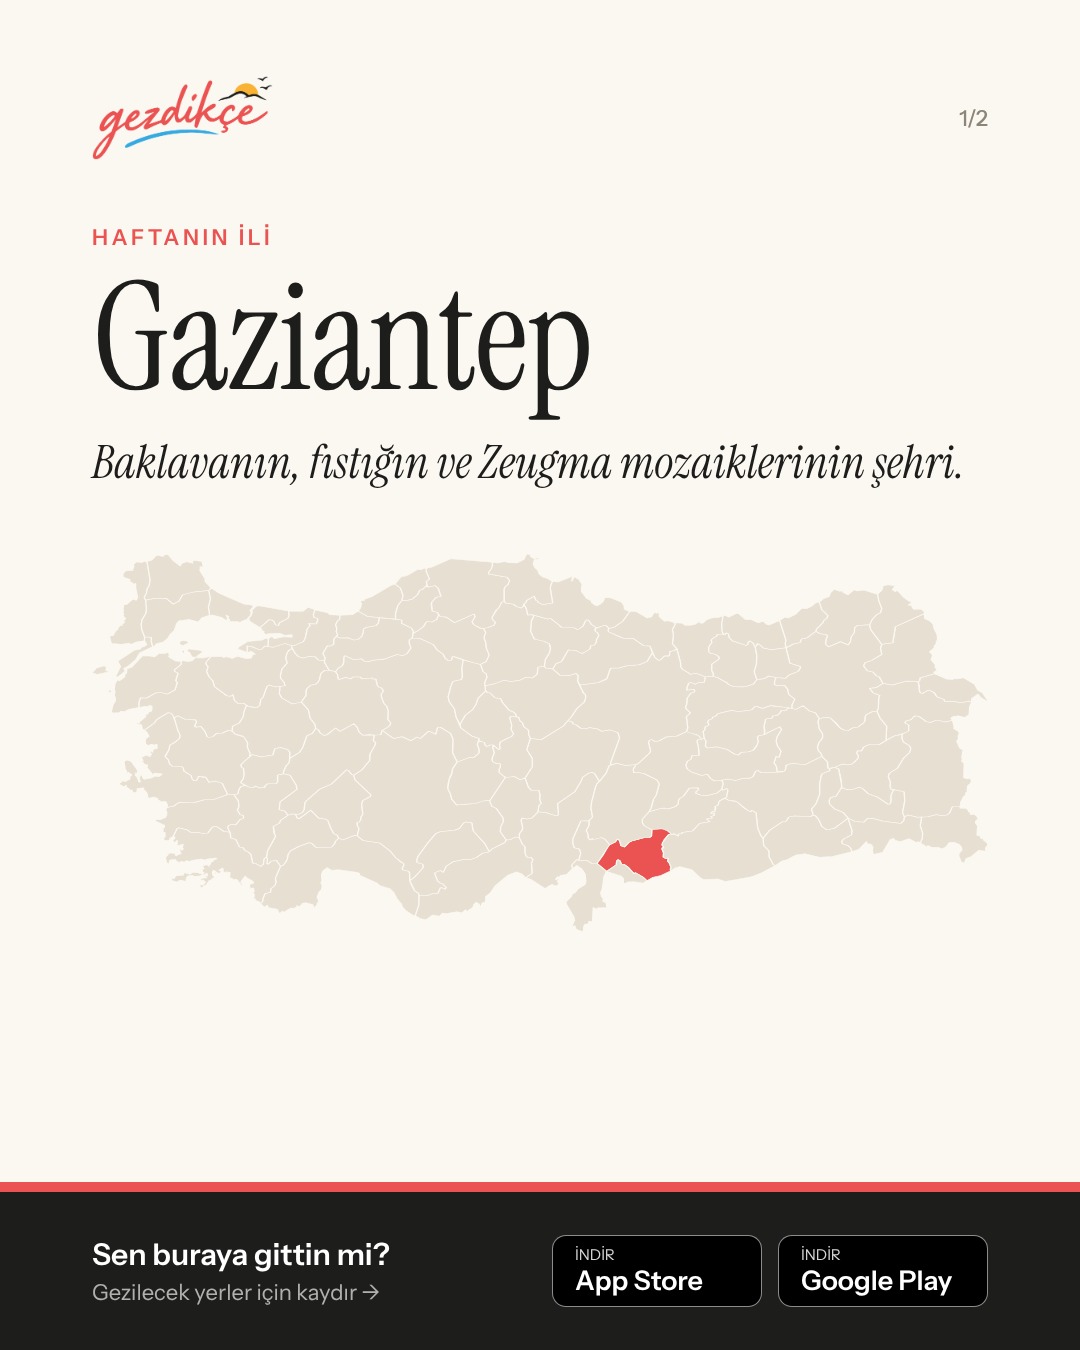 gezdikçe
1/2
HAFTANIN İLİ
Gaziantep
Baklavanın, fıstığın ve Zeugma mozaiklerinin şehri.
Sen buraya gittin mi?
Gezilecek yerler için kaydır →
İNDİR
App Store
İNDİR
Google Play